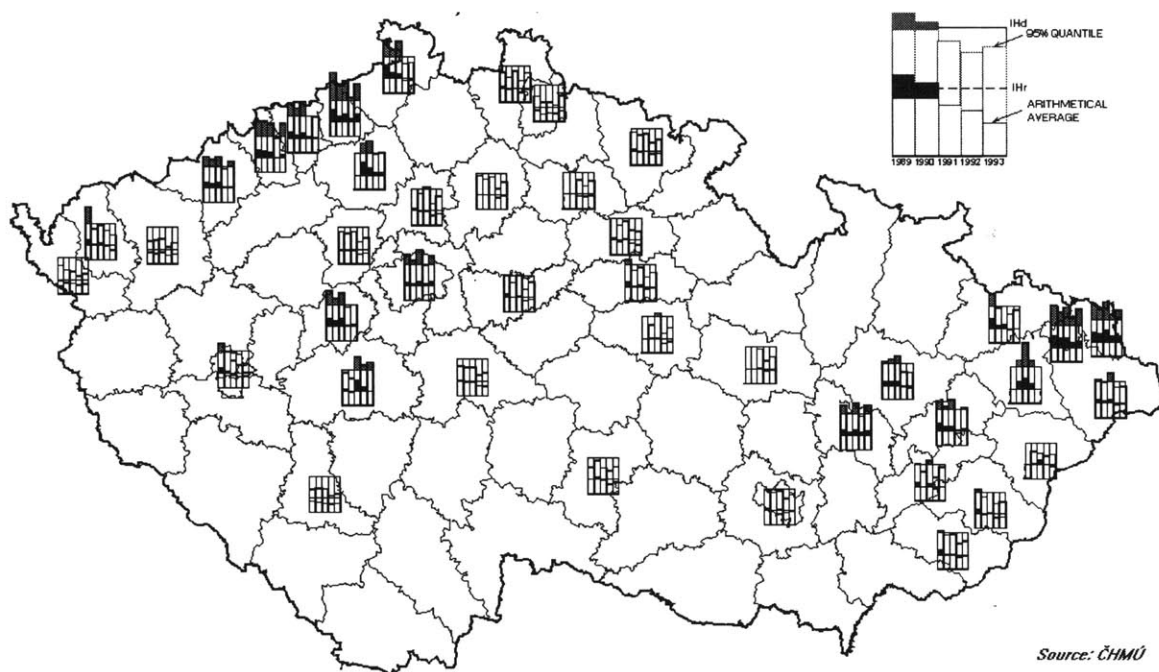 IHd
95% QUANTILE
IHr
ARITHMETICAL
AVERAGE
1989 1990 1991 1992 1993
Source: ČHMÚ